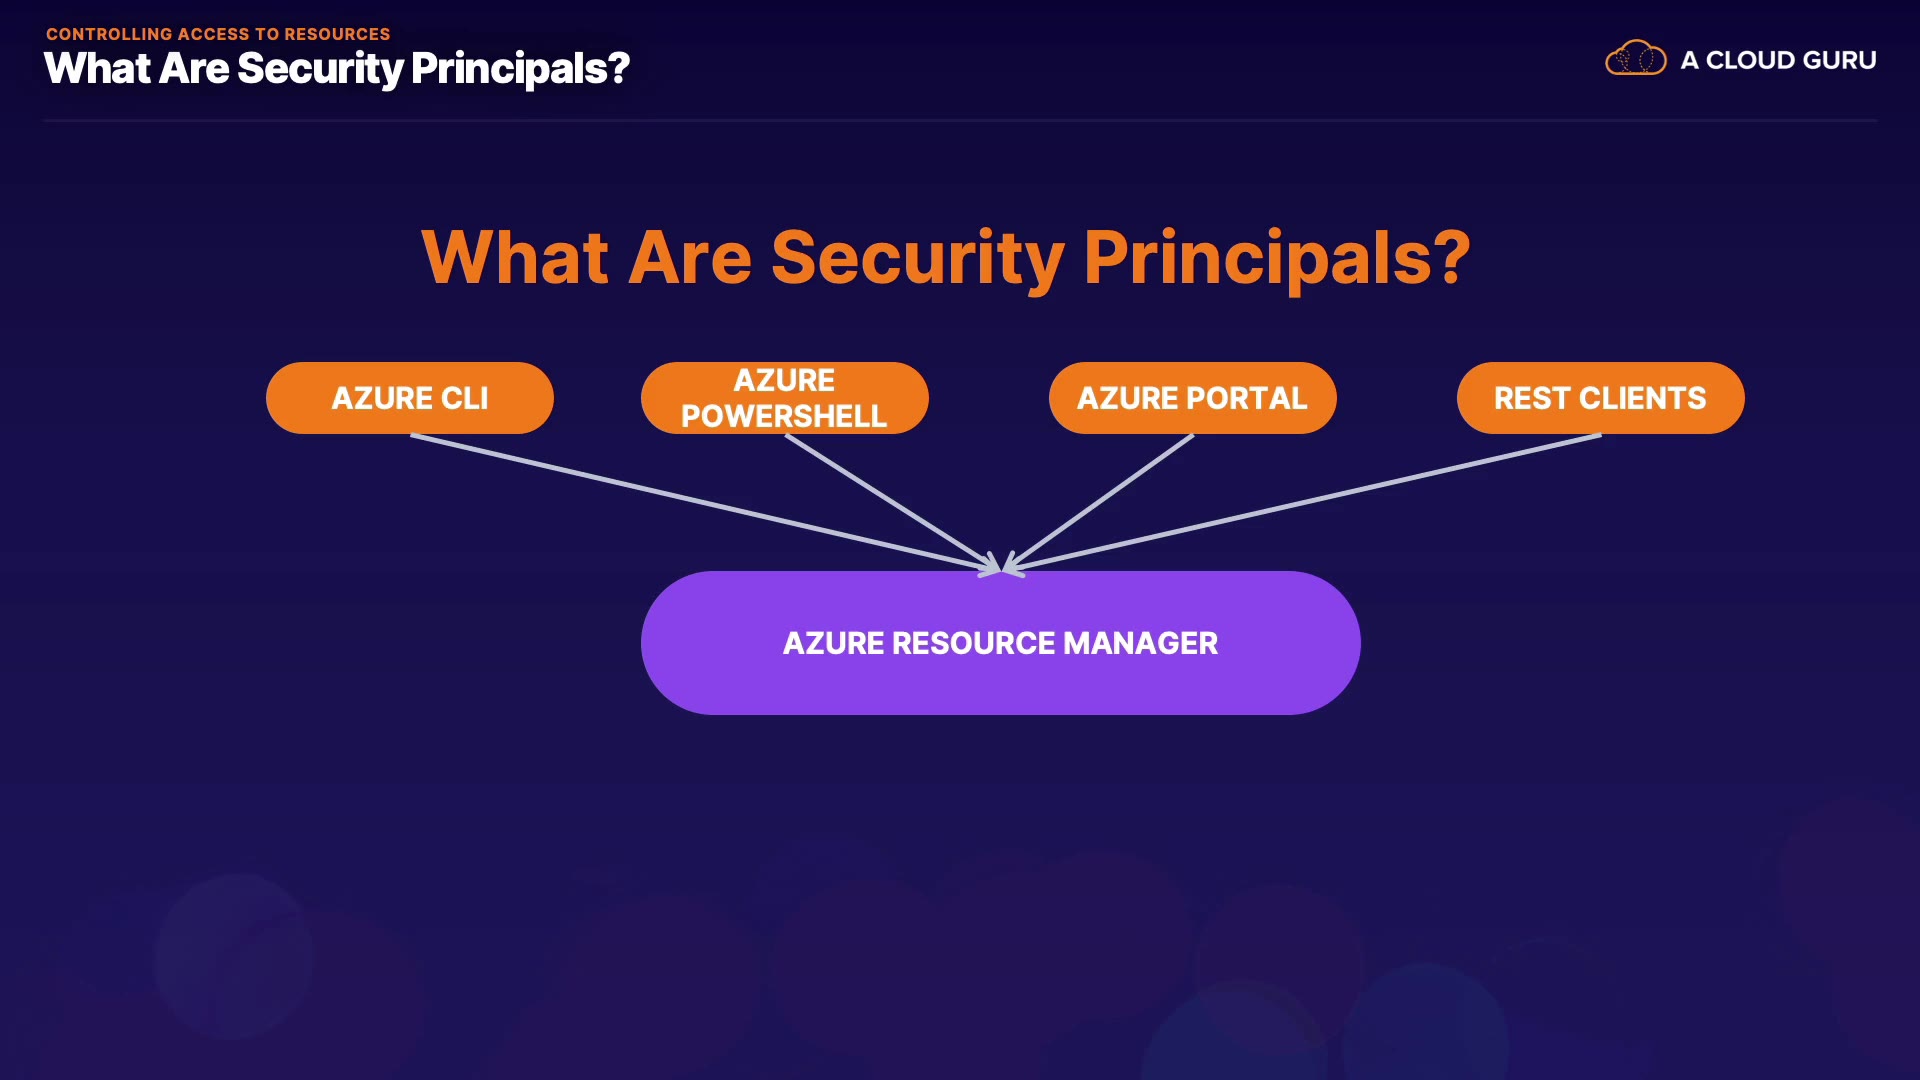 CONTROLLING ACCESS TO RESOURCES
What Are Security Principals?
A CLOUD GURU
What Are Security Principals?
AZURE CLI
AZURE
POWERSHELL
AZURE PORTAL
REST CLIENTS
AZURE RESOURCE MANAGER